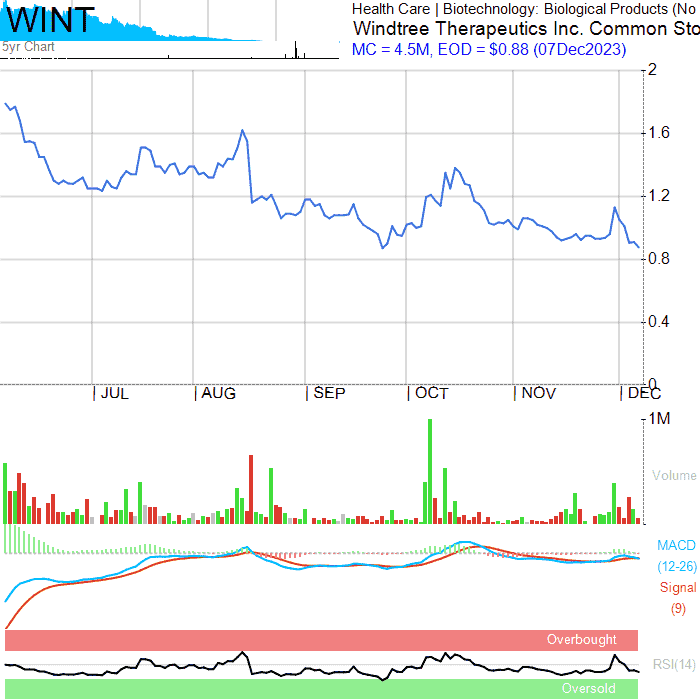 WINT
5yr Chart
Health Care | Biotechnology: Biological Products (No
Windtree Therapeutics Inc. Common Sto
MC = 4.5M, EOD = $0.88 (07Dec2023)
2
1.6
1.2
0.8
0.4
0
JUL AUG SEP OCT NOV DEC
1M
Volume
MACD
(12-26)
Signal
(9)
Overbought
RSI(14)
Oversold